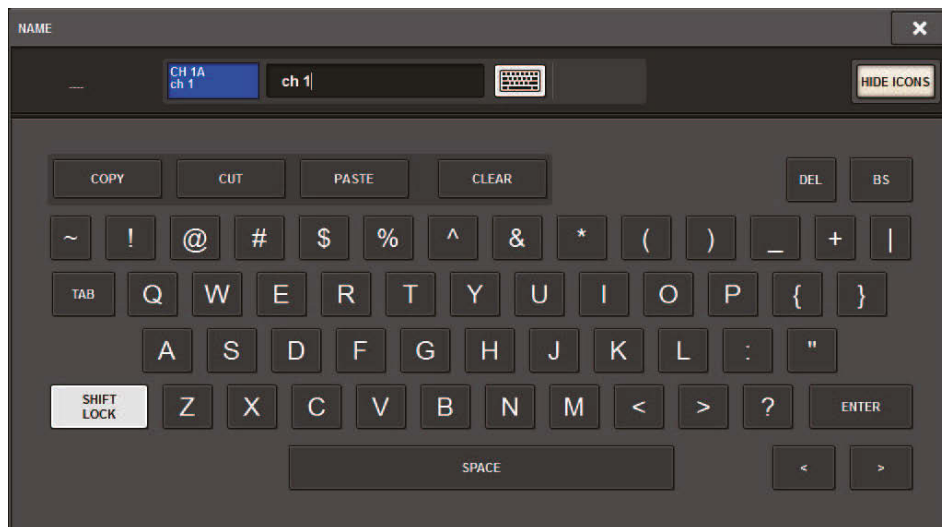 NAME
CH 1A
ch 1
ch 1
HIDE ICONS
COPY CUT PASTE CLEAR DEL BS
~ ! @ # $ % ^ & * ( ) _ + |
TAB Q W E R T Y U I O P { }
A S D F G H J K L : "
SHIFT
LOCK
Z X C V B N M < > ? ENTER
SPACE < >